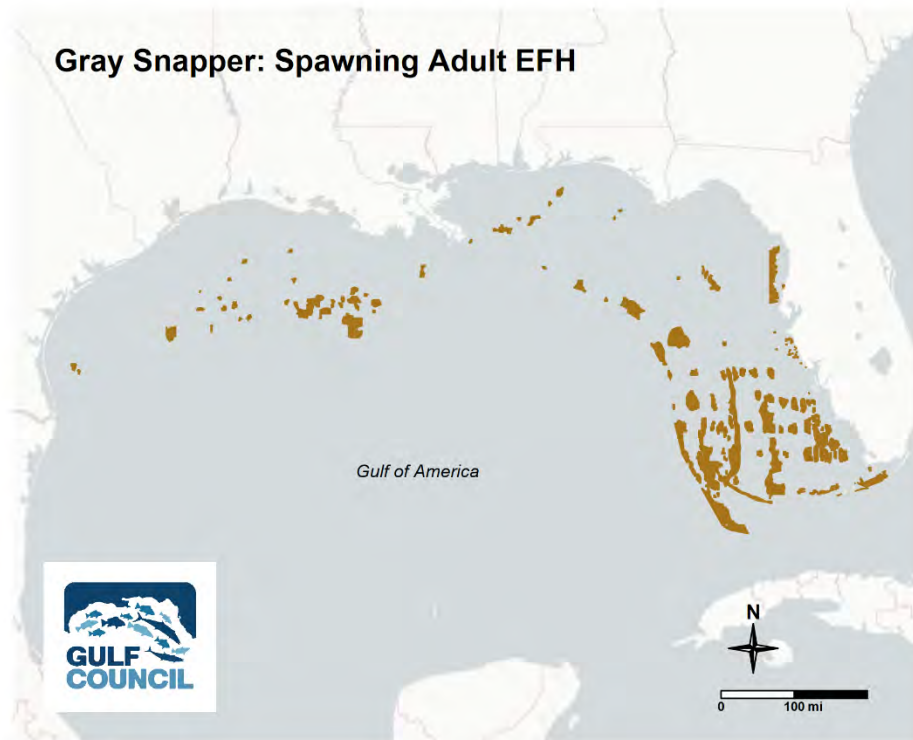 Gray Snapper: Spawning Adult EFH
Gulf of America
GULF
COUNCIL
N
0 100 mi